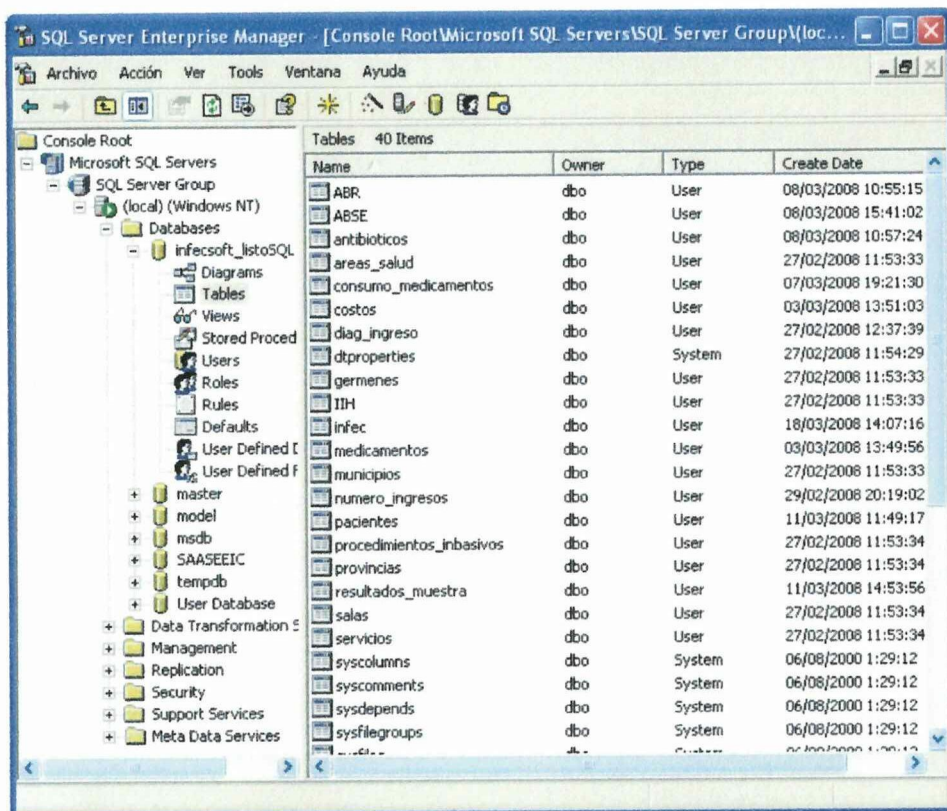 SQL Server Enterprise Manager - [Console Root\Microsoft SQL Servers\SQL Server Group\(loc...
Archivo Acción Ver Tools Ventana Ayuda
Console Root
Microsoft SQL Servers
SQL Server Group
(local) (Windows NT)
Databases
infecsoft_listoSQL
Diagrams
Tables
Views
Stored Proced
Users
Roles
Rules
Defaults
User Defined D
User Defined F
master
model
msdb
SAASEEIC
tempdb
User Database
Data Transformation S
Management
Replication
Security
Support Services
Meta Data Services
Tables 40 Items
Name Owner Type Create Date
ABR dbo User 08/03/2008 10:55:15
ABSE dbo User 08/03/2008 15:41:02
antibioticos dbo User 08/03/2008 10:57:24
areas_salud dbo User 27/02/2008 11:53:33
consumo_medicamentos dbo User 07/03/2008 19:21:30
costos dbo User 03/03/2008 13:51:03
diag_ingreso dbo User 27/02/2008 12:37:39
dtproperties dbo System 27/02/2008 11:54:29
germenes dbo User 27/02/2008 11:53:33
IIH dbo User 27/02/2008 11:53:33
infec dbo User 18/03/2008 14:07:16
medicamentos dbo User 03/03/2008 13:49:56
municipios dbo User 27/02/2008 11:53:33
numero_ingresos dbo User 29/02/2008 20:19:02
pacientes dbo User 11/03/2008 11:49:17
procedimientos_inbasivos dbo User 27/02/2008 11:53:34
provincias dbo User 27/02/2008 11:53:34
resultados_muestra dbo User 11/03/2008 14:53:56
salas dbo User 27/02/2008 11:53:34
servicios dbo User 27/02/2008 11:53:34
syscolumns dbo System 06/08/2000 1:29:12
syscomments dbo System 06/08/2000 1:29:12
sysdepends dbo System 06/08/2000 1:29:12
sysfilegroups dbo System 06/08/2000 1:29:12